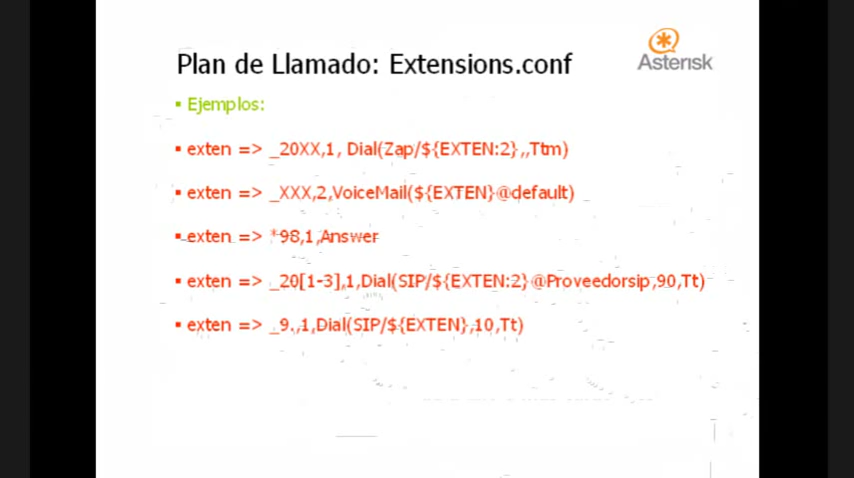 Plan de Llamado: Extensions.conf
Asterisk
▪ Ejemplos:
▪ exten => _20XX,1, Dial(Zap/${EXTEN:2},,Ttm)
▪ exten => _XXX,2,VoiceMail(${EXTEN}@default)
▪ exten => *98,1,Answer
▪ exten => _20[1-3],1,Dial(SIP/${EXTEN:2}@Proveedorsip,90,Tt)
▪ exten => _9.,1,Dial(SIP/${EXTEN},10,Tt)